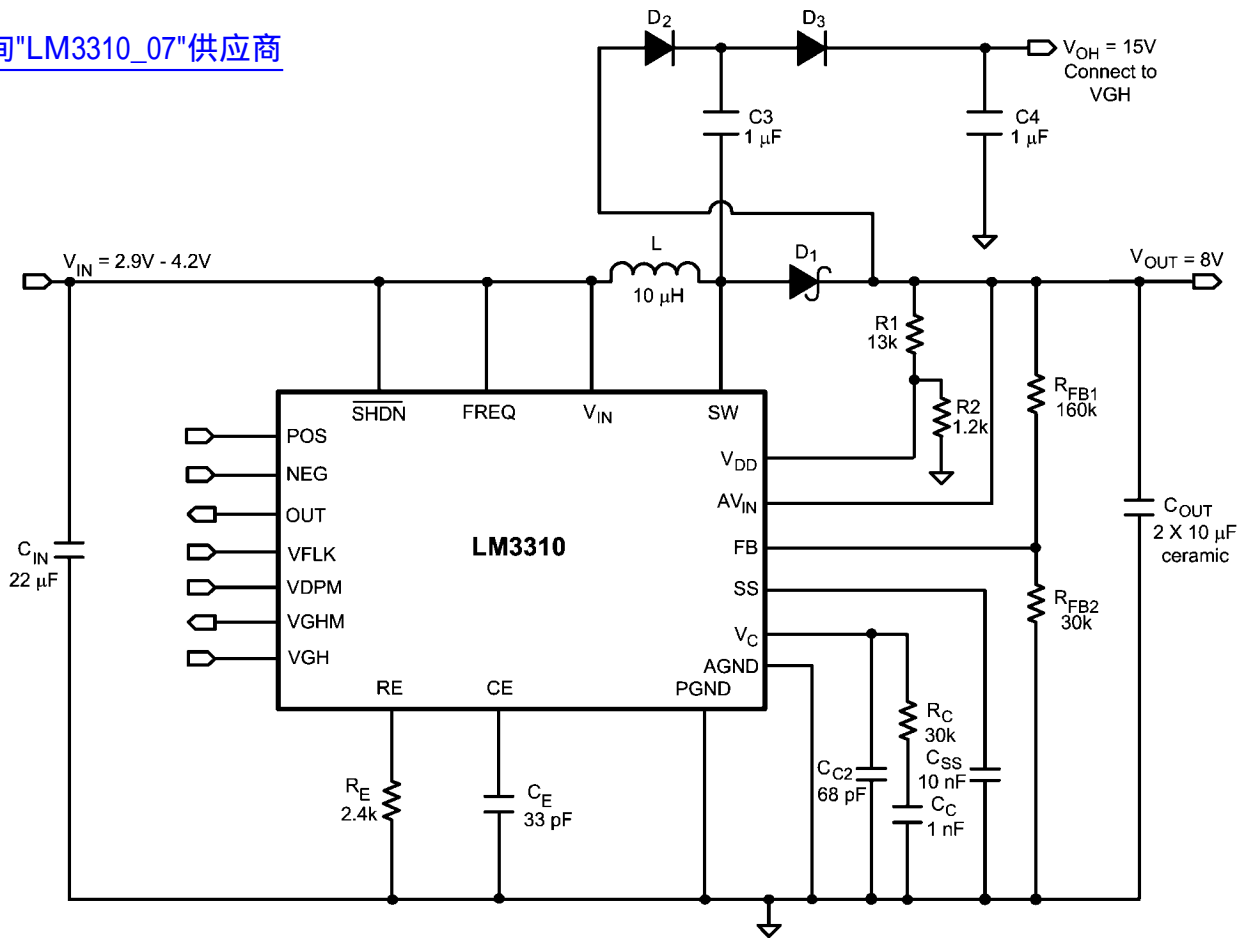 "LM3310_07"供应商
D2
D3
VOH = 15V
Connect to
VGH
C3
1 μF
C4
1 μF
VIN = 2.9V - 4.2V
L
10 μH
D1
VOUT = 8V
R1
13k
R2
1.2k
RFB1
160k
SHDN
FREQ
VIN
SW
POS
NEG
OUT
VFLK
VDPM
VGHM
VGH
LM3310
VDD
AVIN
FB
SS
VC
AGND
PGND
RE
CE
CIN
22 μF
COUT
2 X 10 μF
ceramic
RFB2
30k
RE
2.4k
CE
33 pF
CC2
68 pF
RC
30k
CSS
10 nF
CC
1 nF